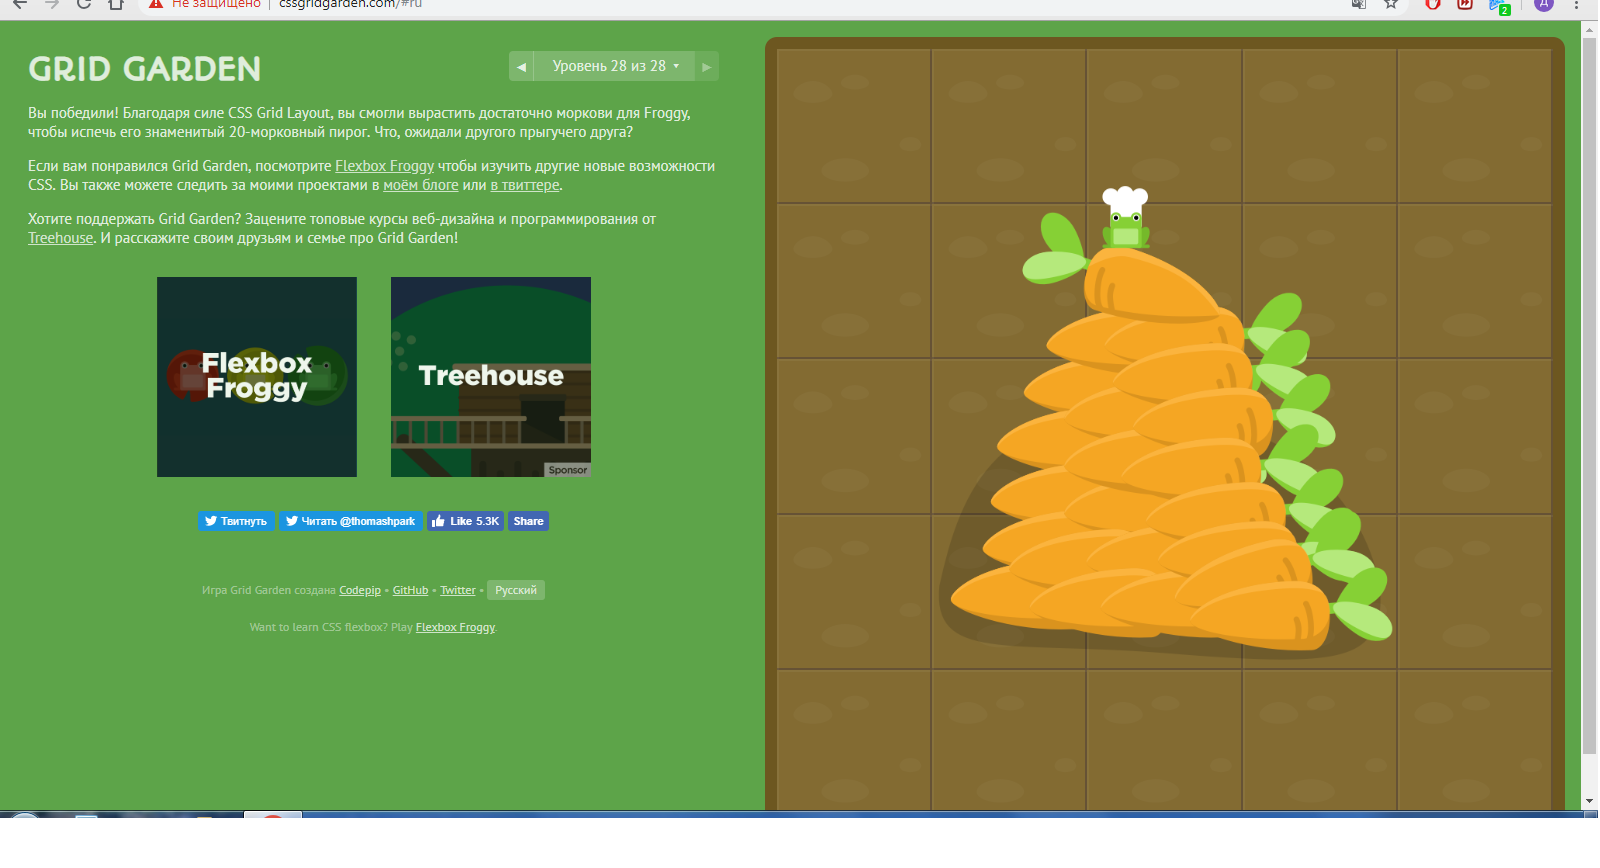 Не защищено | cssgridgarden.com/#ru
2
Д
GRID GARDEN
◀ Уровень 28 из 28 ▾ ▶
Вы победили! Благодаря силе CSS Grid Layout, вы смогли вырастить достаточно моркови для Froggy,
чтобы испечь его знаменитый 20-морковный пирог. Что, ожидали другого прыгучего друга?
Если вам понравился Grid Garden, посмотрите Flexbox Froggy чтобы изучить другие новые возможности
CSS. Вы также можете следить за моими проектами в моём блоге или в твиттере.
Хотите поддержать Grid Garden? Зацените топовые курсы веб-дизайна и программирования от
Treehouse. И расскажите своим друзьям и семье про Grid Garden!
Flexbox
Froggy
Treehouse
Sponsor
Твитнуть Читать @thomashpark Like 5.3K Share
Игра Grid Garden создана Codepip • GitHub • Twitter • Русский
Want to learn CSS flexbox? Play Flexbox Froggy.